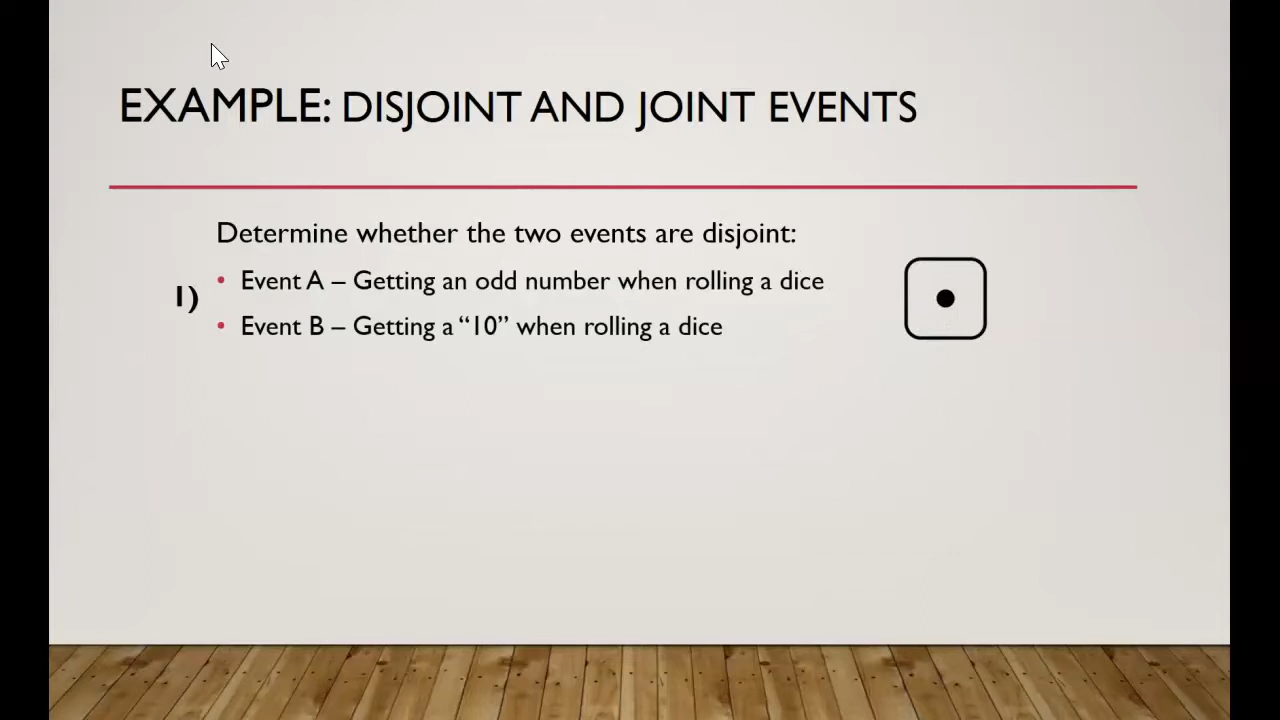 EXAMPLE: DISJOINT AND JOINT EVENTS
Determine whether the two events are disjoint:
1)
• Event A – Getting an odd number when rolling a dice
• Event B – Getting a “10” when rolling a dice